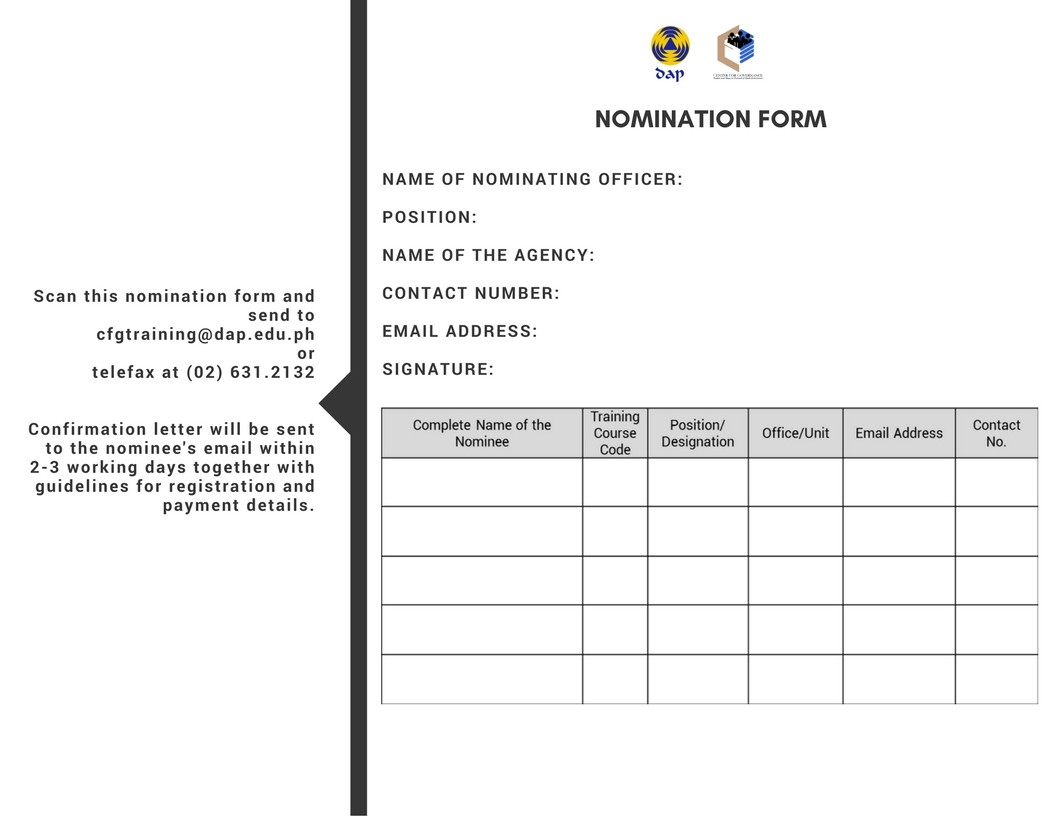 dap
CENTER FOR GOVERNANCE
NOMINATION FORM
NAME OF NOMINATING OFFICER:
POSITION:
NAME OF THE AGENCY:
CONTACT NUMBER:
EMAIL ADDRESS:
SIGNATURE:
Scan this nomination form and
send to
cfgtraining@dap.edu.ph
or
telefax at (02) 631.2132
Confirmation letter will be sent
to the nominee's email within
2-3 working days together with
guidelines for registration and
payment details.
Complete Name of the
Nominee
Training
Course
Code
Position/
Designation
Office/Unit
Email Address
Contact
No.